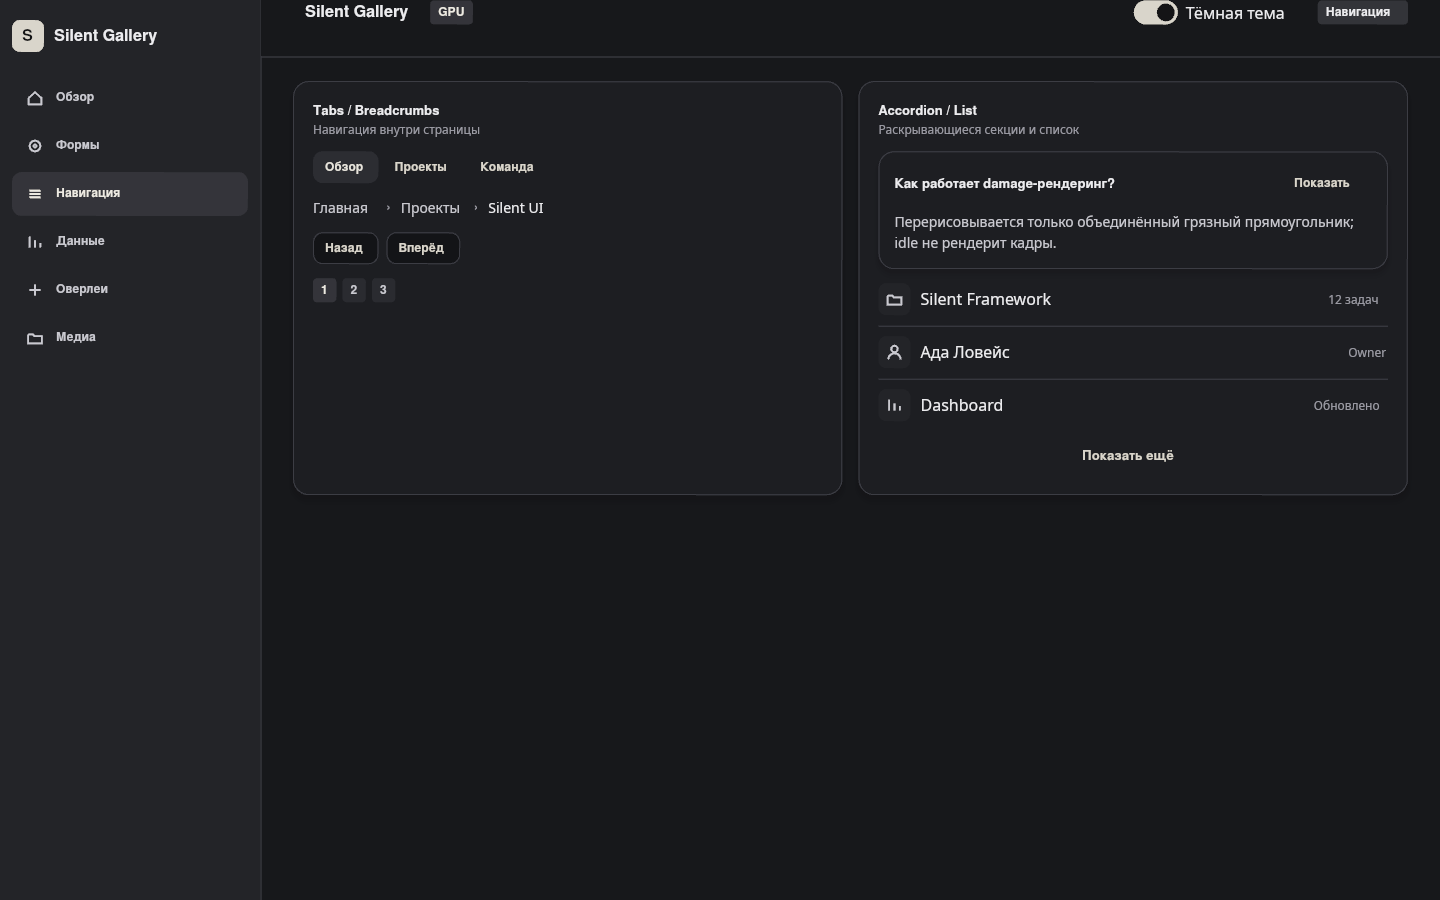 S
Silent Gallery
Обзор
Формы
Навигация
Данные
Оверлеи
Медиа
Silent Gallery
GPU
Тёмная тема
Навигация
Tabs / Breadcrumbs
Навигация внутри страницы
Обзор
Проекты
Команда
Главная › Проекты › Silent UI
Назад
Вперёд
1
2
3
Accordion / List
Раскрывающиеся секции и список
Как работает damage-рендеринг?
Показать
Перерисовывается только объединённый грязный прямоугольник;
idle не рендерит кадры.
Silent Framework
12 задач
Ада Ловейс
Owner
Dashboard
Обновлено
Показать ещё